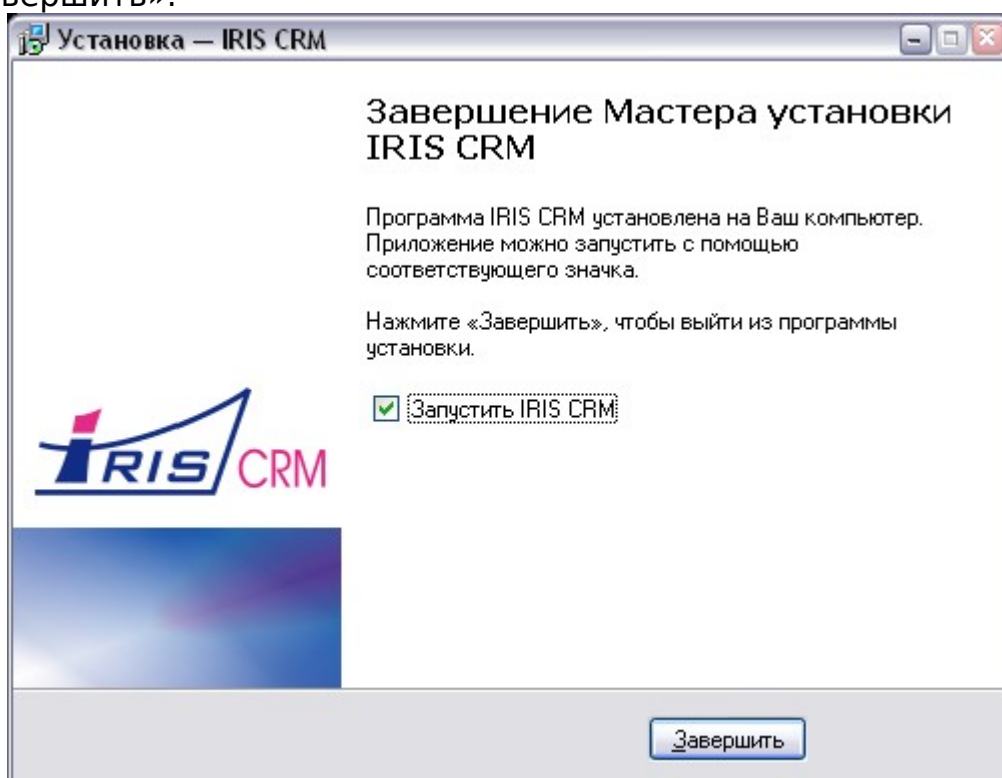 вершить».
Установка — IRIS CRM
Завершение Мастера установки
IRIS CRM
Программа IRIS CRM установлена на Ваш компьютер.
Приложение можно запустить с помощью
соответствующего значка.
Нажмите «Завершить», чтобы выйти из программы
установки.
Запустить IRIS CRM
IRIS CRM
Завершить